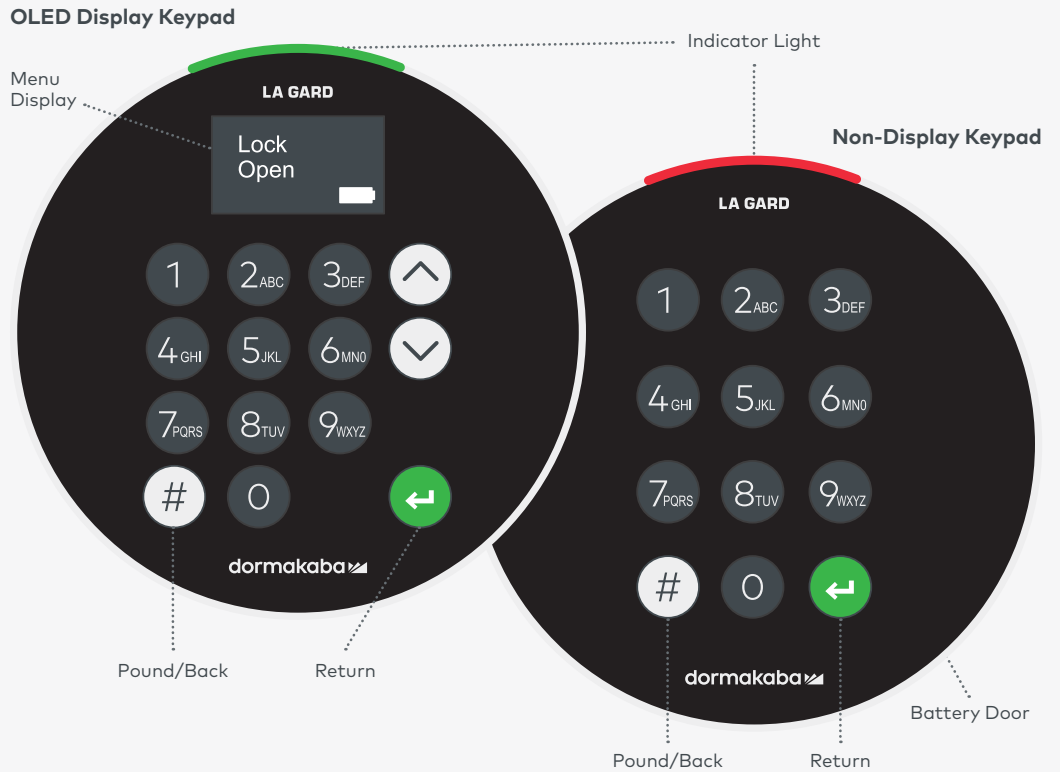 OLED Display Keypad
Indicator Light
Menu
Display
LA GARD
Lock
Open
1 2ABC 3DEF
4GHI 5JKL 6MNO
7PQRS 8TUV 9WXYZ
# 0
dormakaba
Pound/Back Return
Non-Display Keypad
LA GARD
1 2ABC 3DEF
4GHI 5JKL 6MNO
7PQRS 8TUV 9WXYZ
# 0
dormakaba
Battery Door
Pound/Back Return